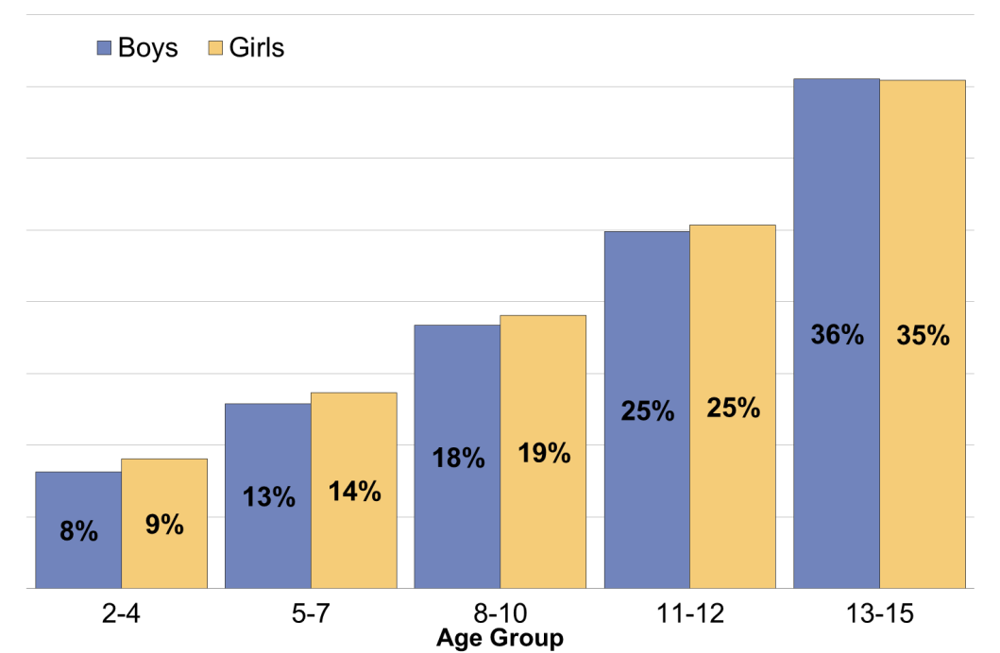 Boys Girls
36% 35%
25% 25%
18% 19%
13% 14%
8% 9%
2-4 5-7 8-10 11-12 13-15
Age Group